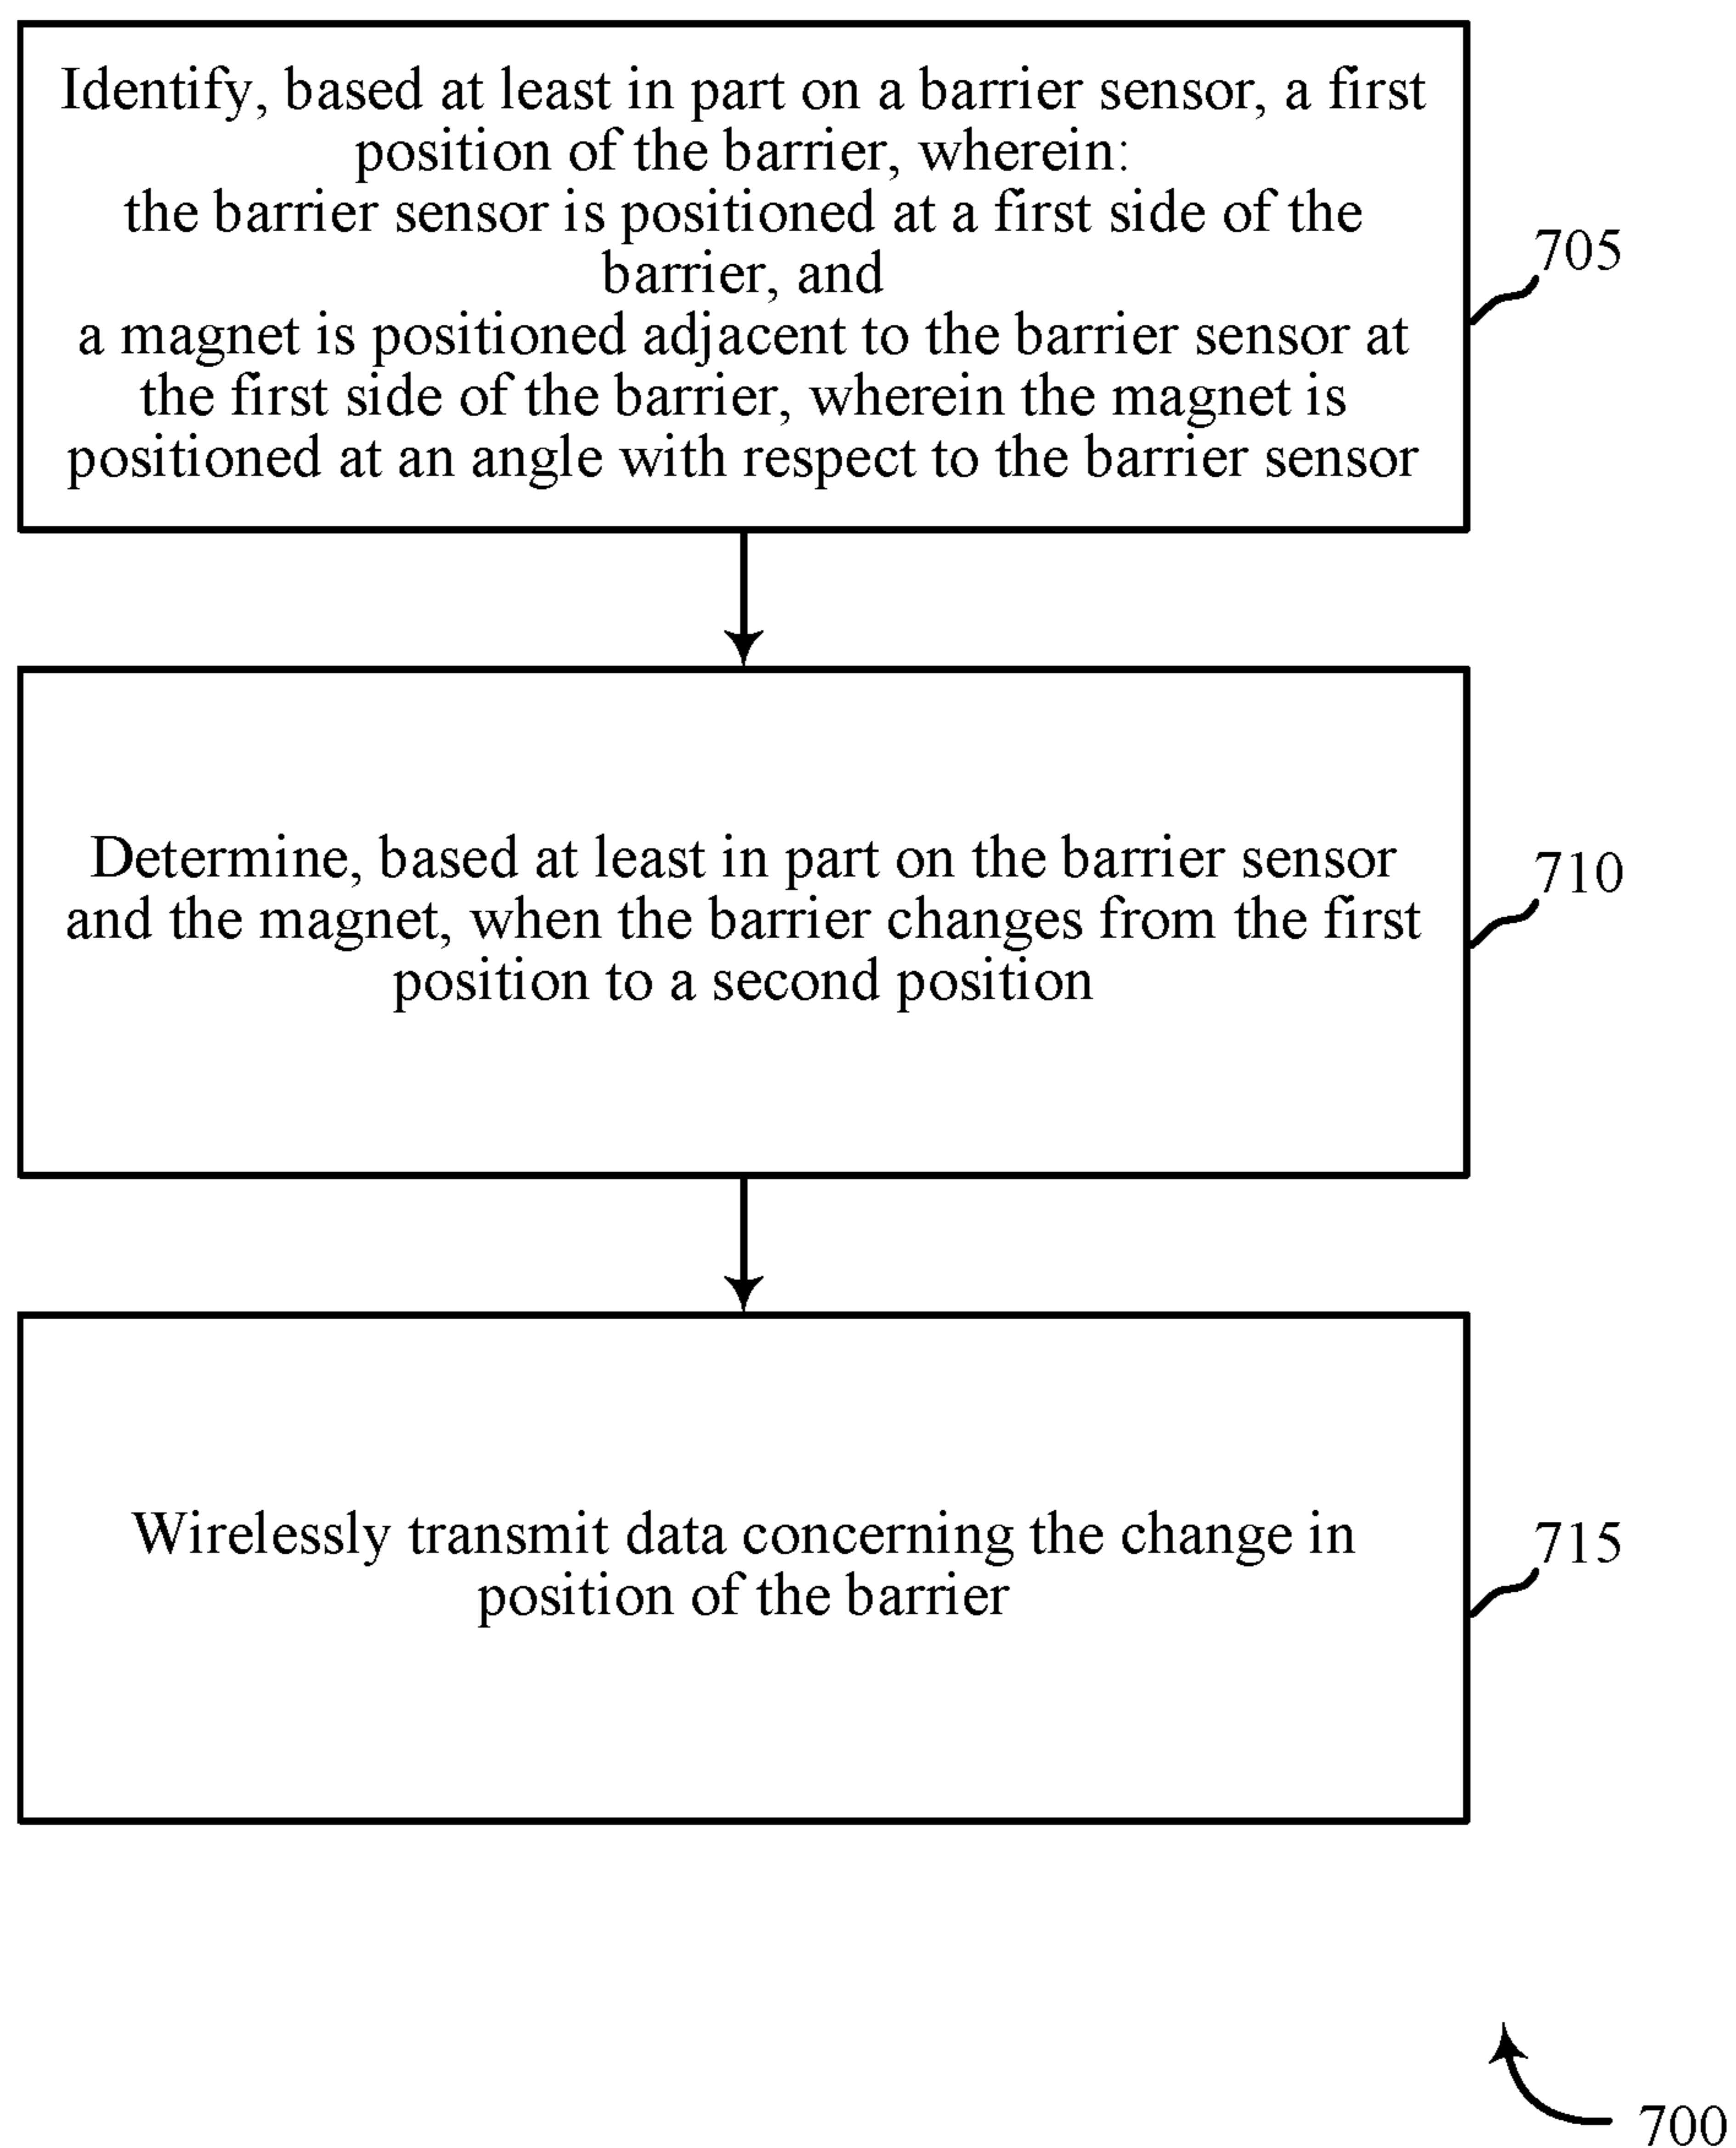 Identify, based at least in part on a barrier sensor, a first
position of the barrier, wherein:
the barrier sensor is positioned at a first side of the
barrier, and
a magnet is positioned adjacent to the barrier sensor at
the first side of the barrier, wherein the magnet is
positioned at an angle with respect to the barrier sensor
705
Determine, based at least in part on the barrier sensor
and the magnet, when the barrier changes from the first
position to a second position
710
Wirelessly transmit data concerning the change in
position of the barrier
715
700